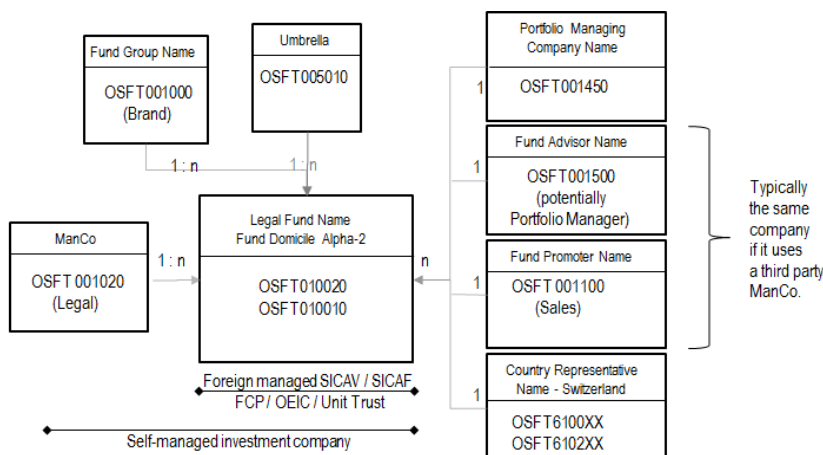 Fund Group Name
OSFT001000
(Brand)
Umbrella
OSFT005010
1 : n
1 : n
ManCo
OSFT 001020
(Legal)
1 : n
Legal Fund Name
Fund Domicile Alpha-2
OSFT010020
OSFT010010
n
Portfolio Managing
Company Name
OSFT001450
1
Fund Advisor Name
OSFT001500
(potentially
Portfolio Manager)
1
Fund Promoter Name
OSFT 001100
(Sales)
1
Country Representative
Name - Switzerland
OSFT6100XX
OSFT6102XX
1
Typically
the same
company
if it uses
a third party
ManCo.
Foreign managed SICAV / SICAF
FCP / OEIC / Unit Trust
Self-managed investment company